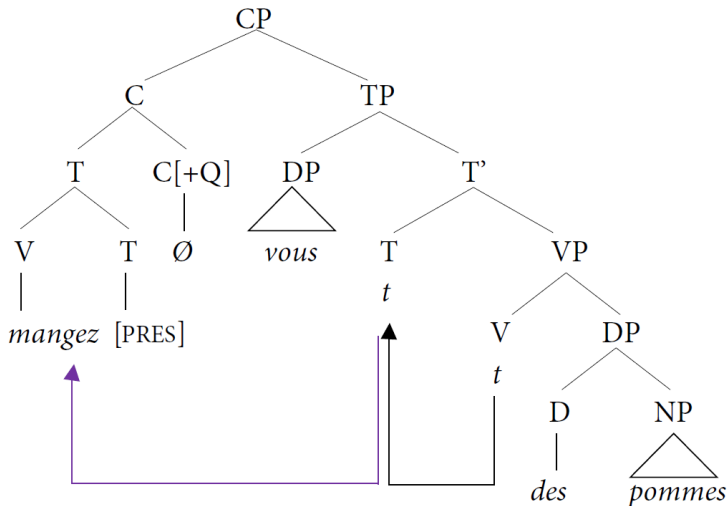 CP
C TP
T C[+Q] DP T’
V T Ø vous T VP
t
mangez [PRES] V DP
t
D NP
des pommes